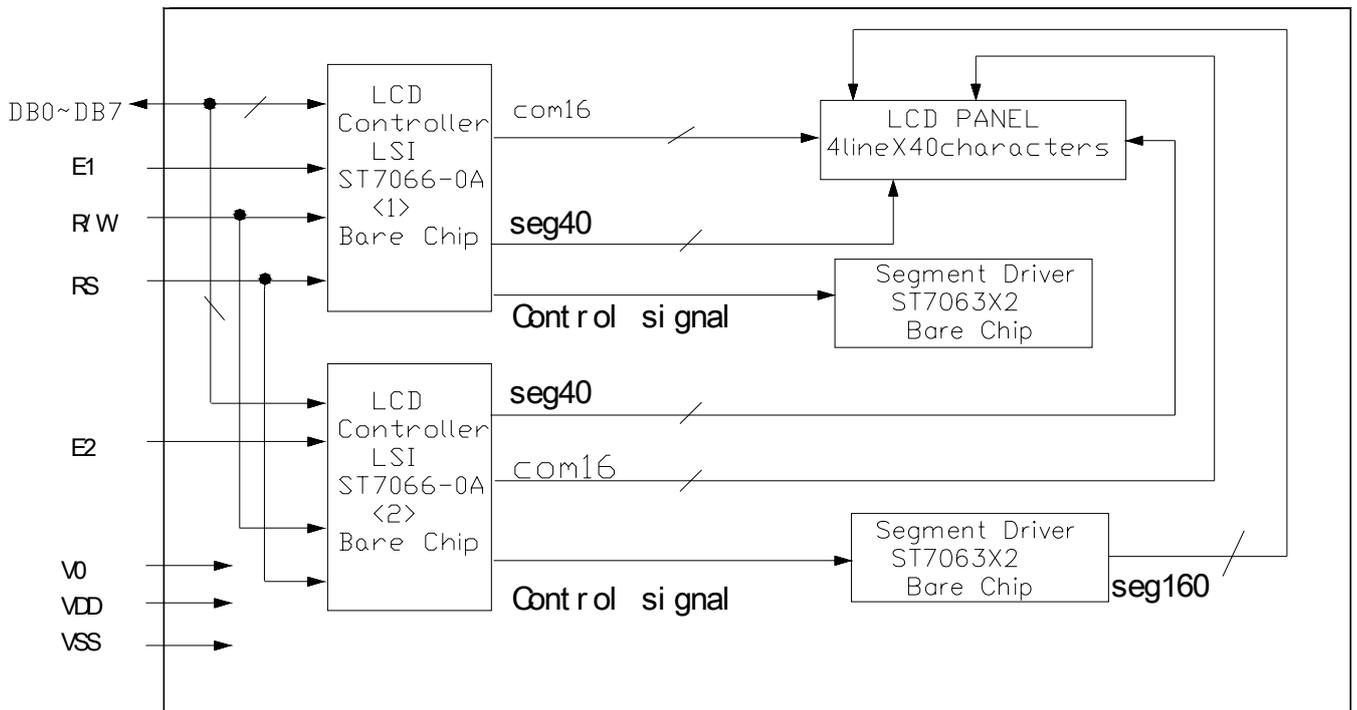 DB0~DB7
E1
R/W
RS
E2
V0
VDD
VSS
LCD
Controller
LSI
ST7066-0A
<1>
Bare Chip
com16
seg40
Control signal
LCD PANEL
4lineX40characters
Segment Driver
ST7063X2
Bare Chip
LCD
Controller
LSI
ST7066-0A
<2>
Bare Chip
seg40
com16
Control signal
Segment Driver
ST7063X2
Bare Chip
seg160